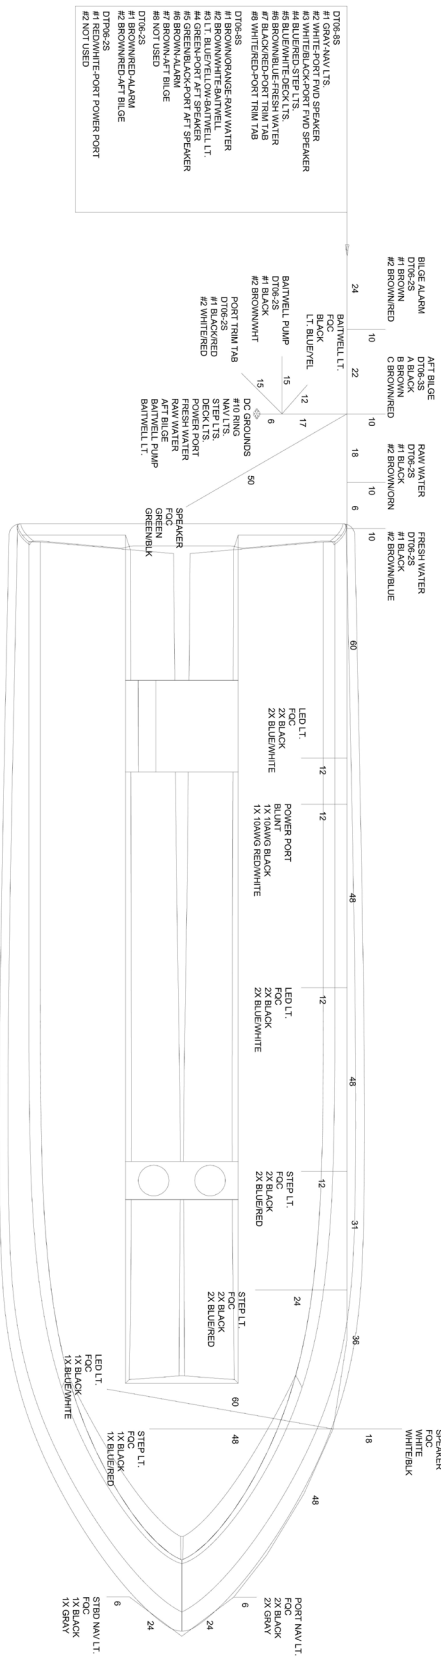 DT06-8S
#1 GRAY-NAV LTS.
#2 WHITE-PORT FWD SPEAKER
#3 WHITE/BLACK-PORT FWD SPEAKER
#4 BLUE/RED-STEP LTS.
#5 BLUE/WHITE-DECK LTS.
#6 BROWN/BLUE-FRESH WATER
#7 BLACK/RED-PORT TRIM TAB
#8 WHITE/RED-PORT TRIM TAB
DT06-8S
#1 BROWN/ORANGE-RAW WATER
#2 BROWN/WHITE-BAITWELL
#3 LT. BLUE/YELLOW-BAITWELL LT.
#4 GREEN-PORT AFT SPEAKER
#5 GREEN/BLACK-PORT AFT SPEAKER
#6 BROWN-ALARM
#7 BROWN-AFT BILGE
#8 NOT USED
DT06-2S
#1 BROWN/RED-ALARM
#2 BROWN/RED-AFT BILGE
DTP06-2S
#1 RED/WHITE-PORT POWER PORT
#2 NOT USED
BILGE ALARM
DT06-2S
#1 BROWN
#2 BROWN/RED
24
10
AFT BILGE
DT06-3S
A BLACK
B BROWN
C BROWN/RED
22
10
BAITWELL LT.
FQC
BLACK
LT. BLUE/YEL
12
17
BAITWELL PUMP
DT06-2S
#1 BLACK
#2 BROWN/WHT
15
PORT TRIM TAB
DT06-2S
#1 BLACK/RED
#2 WHITE/RED
15
6
DC GROUNDS
#10 RING
NAV LTS.
STEP LTS.
DECK LTS.
POWER PORT
FRESH WATER
RAW WATER
AFT BILGE
BAITWELL PUMP
BAITWELL LT.
RAW WATER
DT06-2S
#1 BLACK
#2 BROWN/ORN
18
10
6
50
SPEAKER
FQC
GREEN
GREEN/BLK
FRESH WATER
DT06-2S
#1 BLACK
#2 BROWN/BLUE
10
60
LED LT.
FQC
2X BLACK
2X BLUE/WHITE
12
POWER PORT
BLUNT
1X 10AWG BLACK
1X 10AWG RED/WHITE
12
48
LED LT.
FQC
2X BLACK
2X BLUE/WHITE
12
48
STEP LT.
FQC
2X BLACK
2X BLUE/RED
12
31
STEP LT.
FQC
2X BLACK
2X BLUE/RED
24
36
LED LT.
FQC
1X BLACK
1X BLUE/WHITE
60
STEP LT.
FQC
1X BLACK
1X BLUE/RED
48
SPEAKER
FQC
WHITE
WHITE/BLK
18
48
PORT NAV LT.
FQC
2X BLACK
2X GRAY
6
24
24
6
STBD NAV LT.
FQC
1X BLACK
1X GRAY